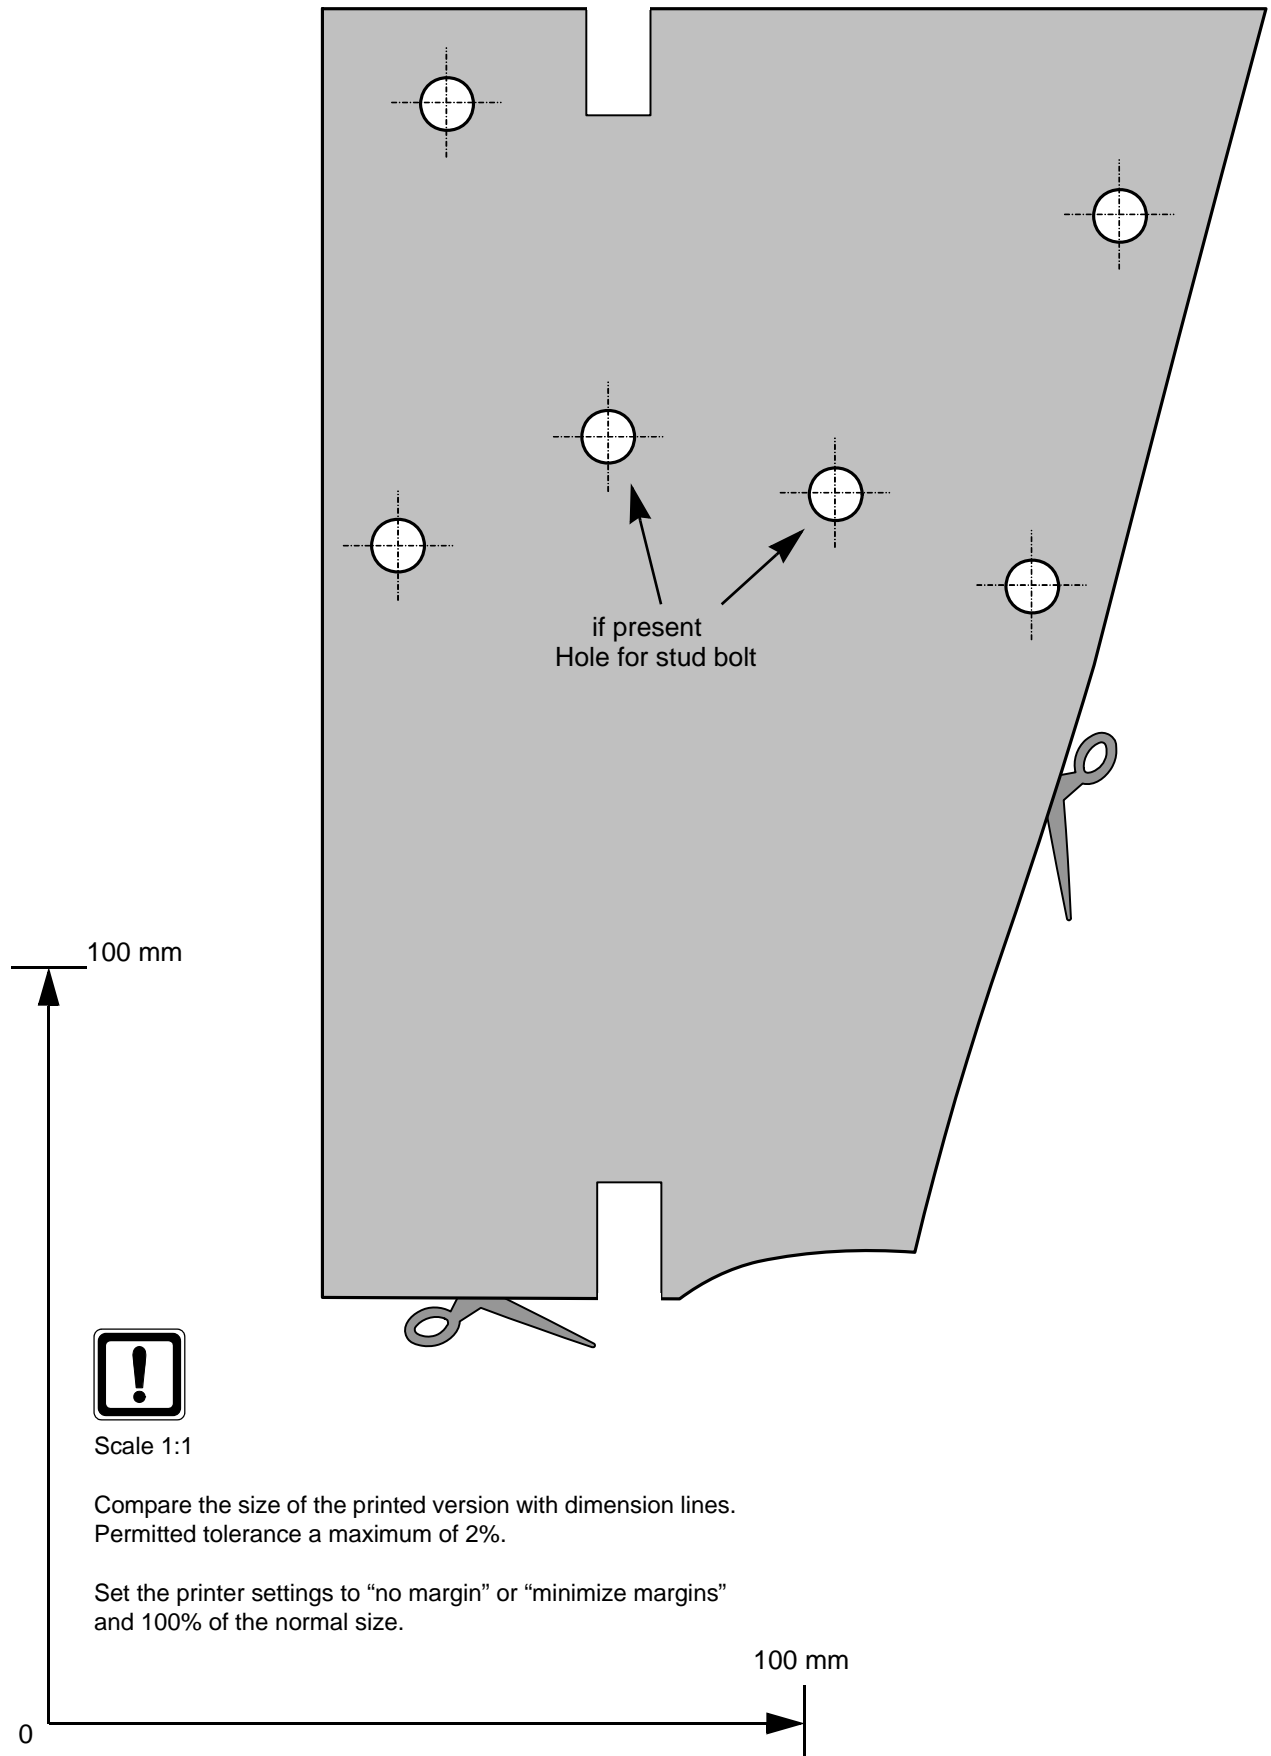 if present
Hole for stud bolt
100 mm
Scale 1:1
Compare the size of the printed version with dimension lines.
Permitted tolerance a maximum of 2%.
Set the printer settings to “no margin” or “minimize margins”
and 100% of the normal size.
100 mm
0